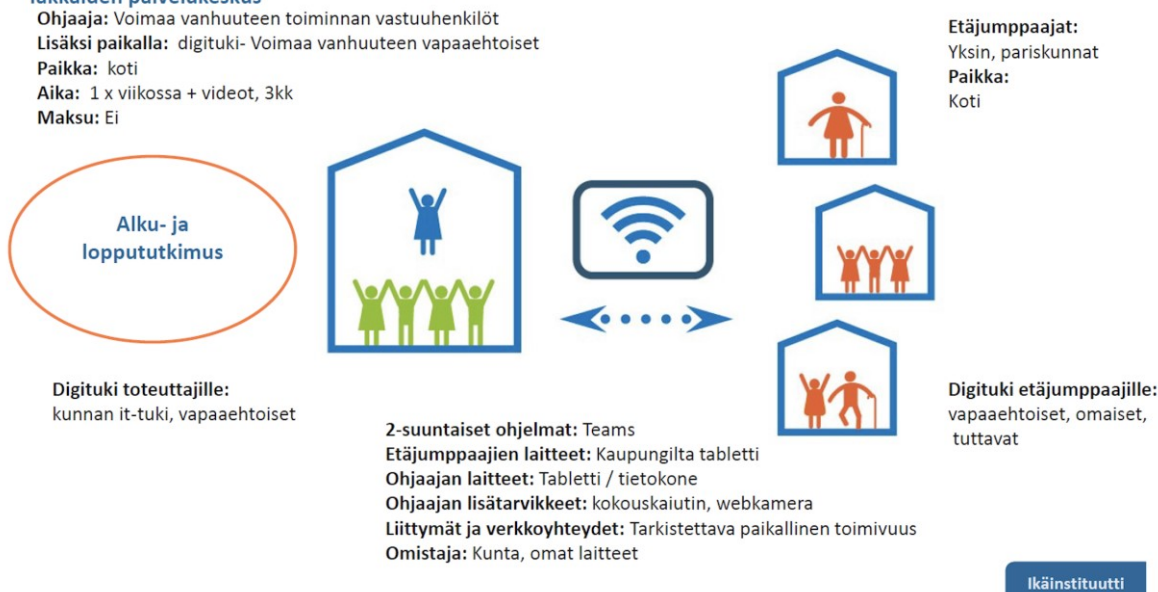 Iäkkäiden palvelukeskus
Ohjaaja: Voimaa vanhuuteen toiminnan vastuuhenkilöt
Lisäksi paikalla: digituki- Voimaa vanhuuteen vapaaehtoiset
Paikka: koti
Aika: 1 x viikossa + videot, 3kk
Maksu: Ei
Etäjumppaajat:
Yksin, pariskunnat
Paikka:
Koti
Alku- ja
lopputukimus
Digituki toteuttajille:
kunnan it-tuki, vapaaehtoiset
2-suuntaiset ohjelmat: Teams
Etäjumppaajien laitteet: Kaupungilta tabletti
Ohjaajan laitteet: Tabletti / tietokone
Ohjaajan lisätarvikkeet: kokouskaiutin, webkamera
Liittymät ja verkkoyhteydet: Tarkistettava paikallinen toimivuus
Omistaja: Kunta, omat laitteet
Digituki etäjumppaajille:
vapaaehtoiset, omaiset,
tuttavat
Ikäinstituutti